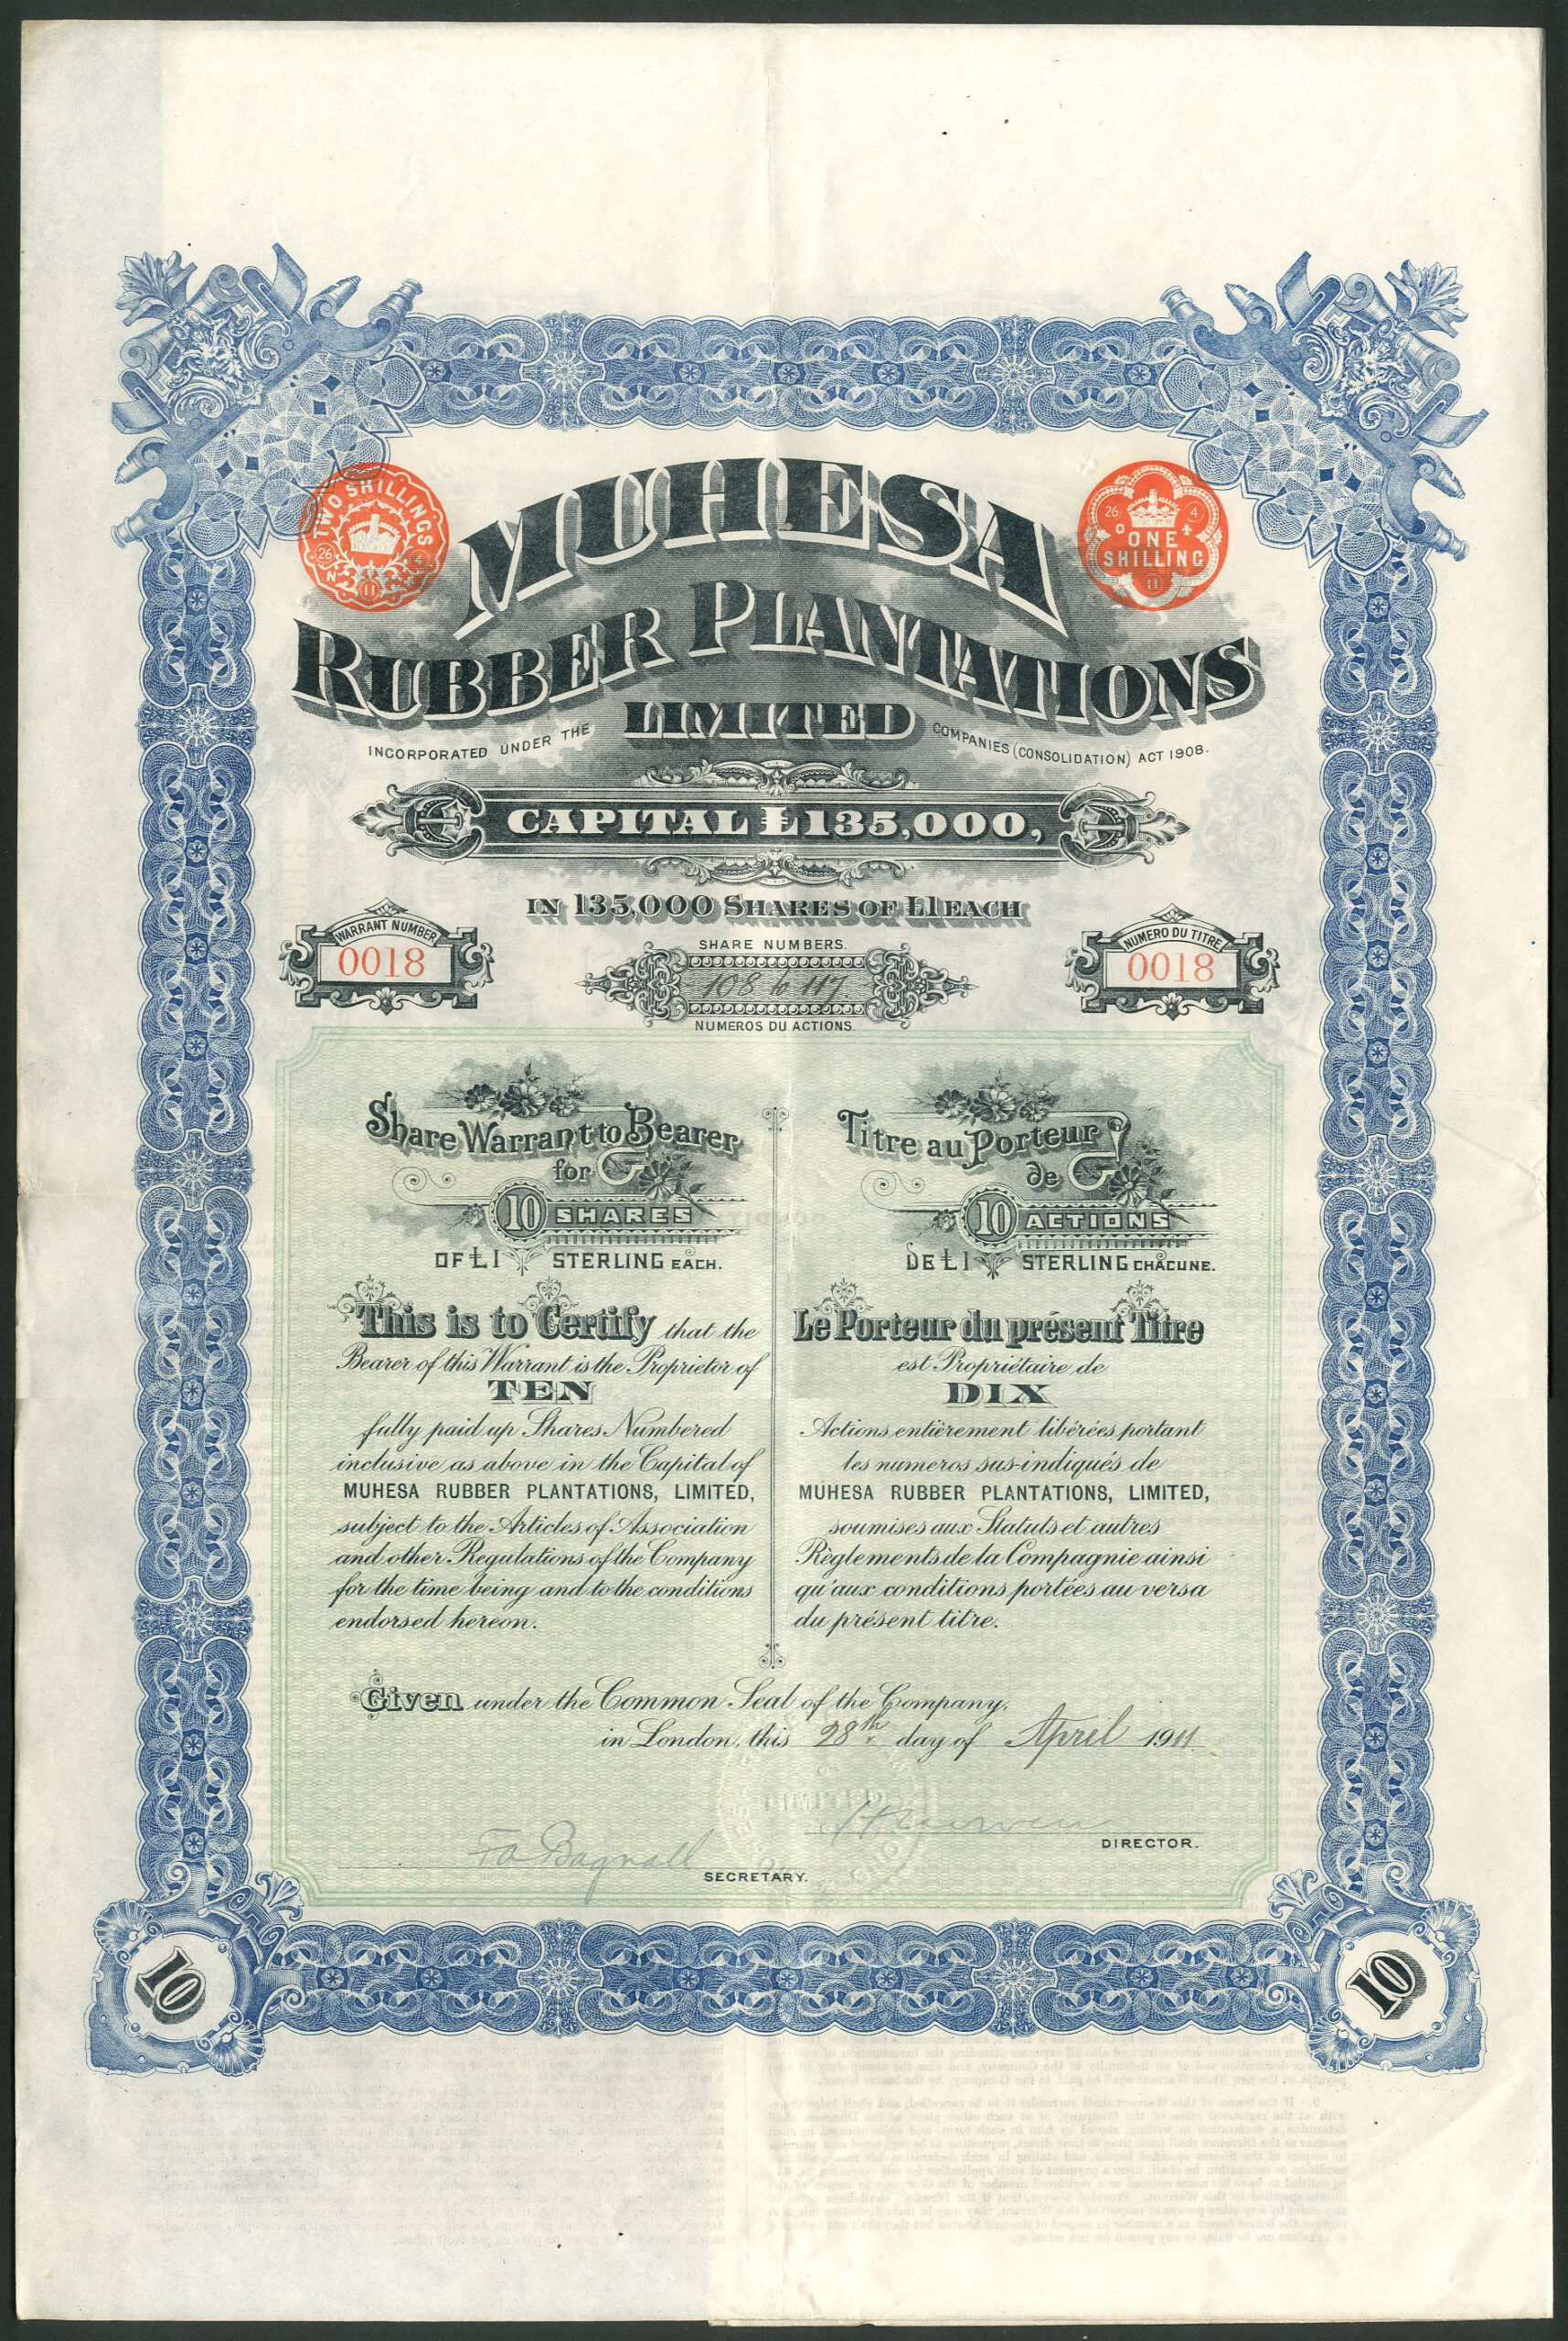 TWO SHILLINGS
26
4
N
11
26
4
O
ONE
SHILLING
11
MUHESA
RUBBER PLANTATIONS
LIMITED
INCORPORATED UNDER THE COMPANIES (CONSOLIDATION) ACT 1908.
CAPITAL £135,000,
IN 135,000 SHARES OF £1 EACH
WARRANT NUMBER
0018
SHARE NUMBERS.
108 to 117
NUMEROS DU ACTIONS.
NUMERO DU TITRE
0018
Share Warrant to Bearer
for
10 SHARES
OF £1 STERLING EACH.
This is to Certify that the
Bearer of this Warrant is the Proprietor of
TEN
fully paid up Shares Numbered
inclusive as above in the Capital of
MUHESA RUBBER PLANTATIONS, LIMITED,
subject to the Articles of Association
and other Regulations of the Company
for the time being and to the conditions
endorsed hereon.
Titre au Porteur
de
10 ACTIONS
DE £1 STERLING CHACUNE.
Le Porteur du présent Titre
est Propriétaire de
DIX
Actions entièrement libérées portant
les numeros sus-indiqués de
MUHESA RUBBER PLANTATIONS, LIMITED,
soumises aux Statuts et autres
Règlements de la Compagnie ainsi
qu'aux conditions portées au versa
du présent titre.
Given under the Common Seal of the Company,
in London, this 28th day of April 1911
DIRECTOR.
Bagnall
SECRETARY.
10
10